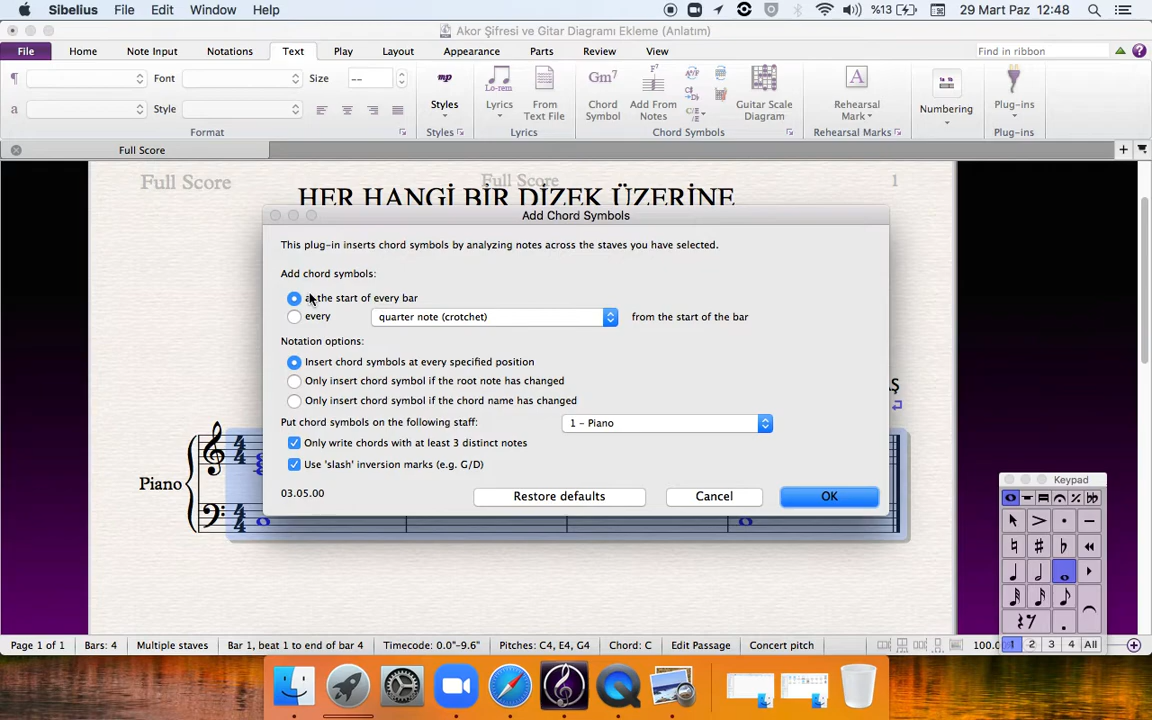 Sibelius File Edit Window Help %13 29 Mart Paz 12:48
Akor Şifresi ve Gitar Diagramı Ekleme (Anlatım)
File Home Note Input Notations Text Play Layout Appearance Parts Review View Find in ribbon
Font Size --
a Style
Format
mp
Styles
Styles
Lo-rem
Lyrics
From Text File
Lyrics
Gm7
Chord Symbol
Add From Notes
Guitar Scale Diagram
Chord Symbols
A
Rehearsal Mark
Rehearsal Marks
Numbering
Plug-ins
Plug-ins
Full Score
Full Score Full Score 1
HER HANGİ BİR DİZEK ÜZERİNE
Add Chord Symbols
This plug-in inserts chord symbols by analyzing notes across the staves you have selected.
Add chord symbols:
the start of every bar
every quarter note (crotchet) from the start of the bar
Notation options:
Insert chord symbols at every specified position
Only insert chord symbol if the root note has changed
Only insert chord symbol if the chord name has changed
Put chord symbols on the following staff: 1 - Piano
Only write chords with at least 3 distinct notes
Use 'slash' inversion marks (e.g. G/D)
03.05.00 Restore defaults Cancel OK
Ş
Piano
Keypad
1 2 3 4 All
Page 1 of 1 Bars: 4 Multiple staves Bar 1, beat 1 to end of bar 4 Timecode: 0.0"-9.6" Pitches: C4, E4, G4 Chord: C Edit Passage Concert pitch 100.0